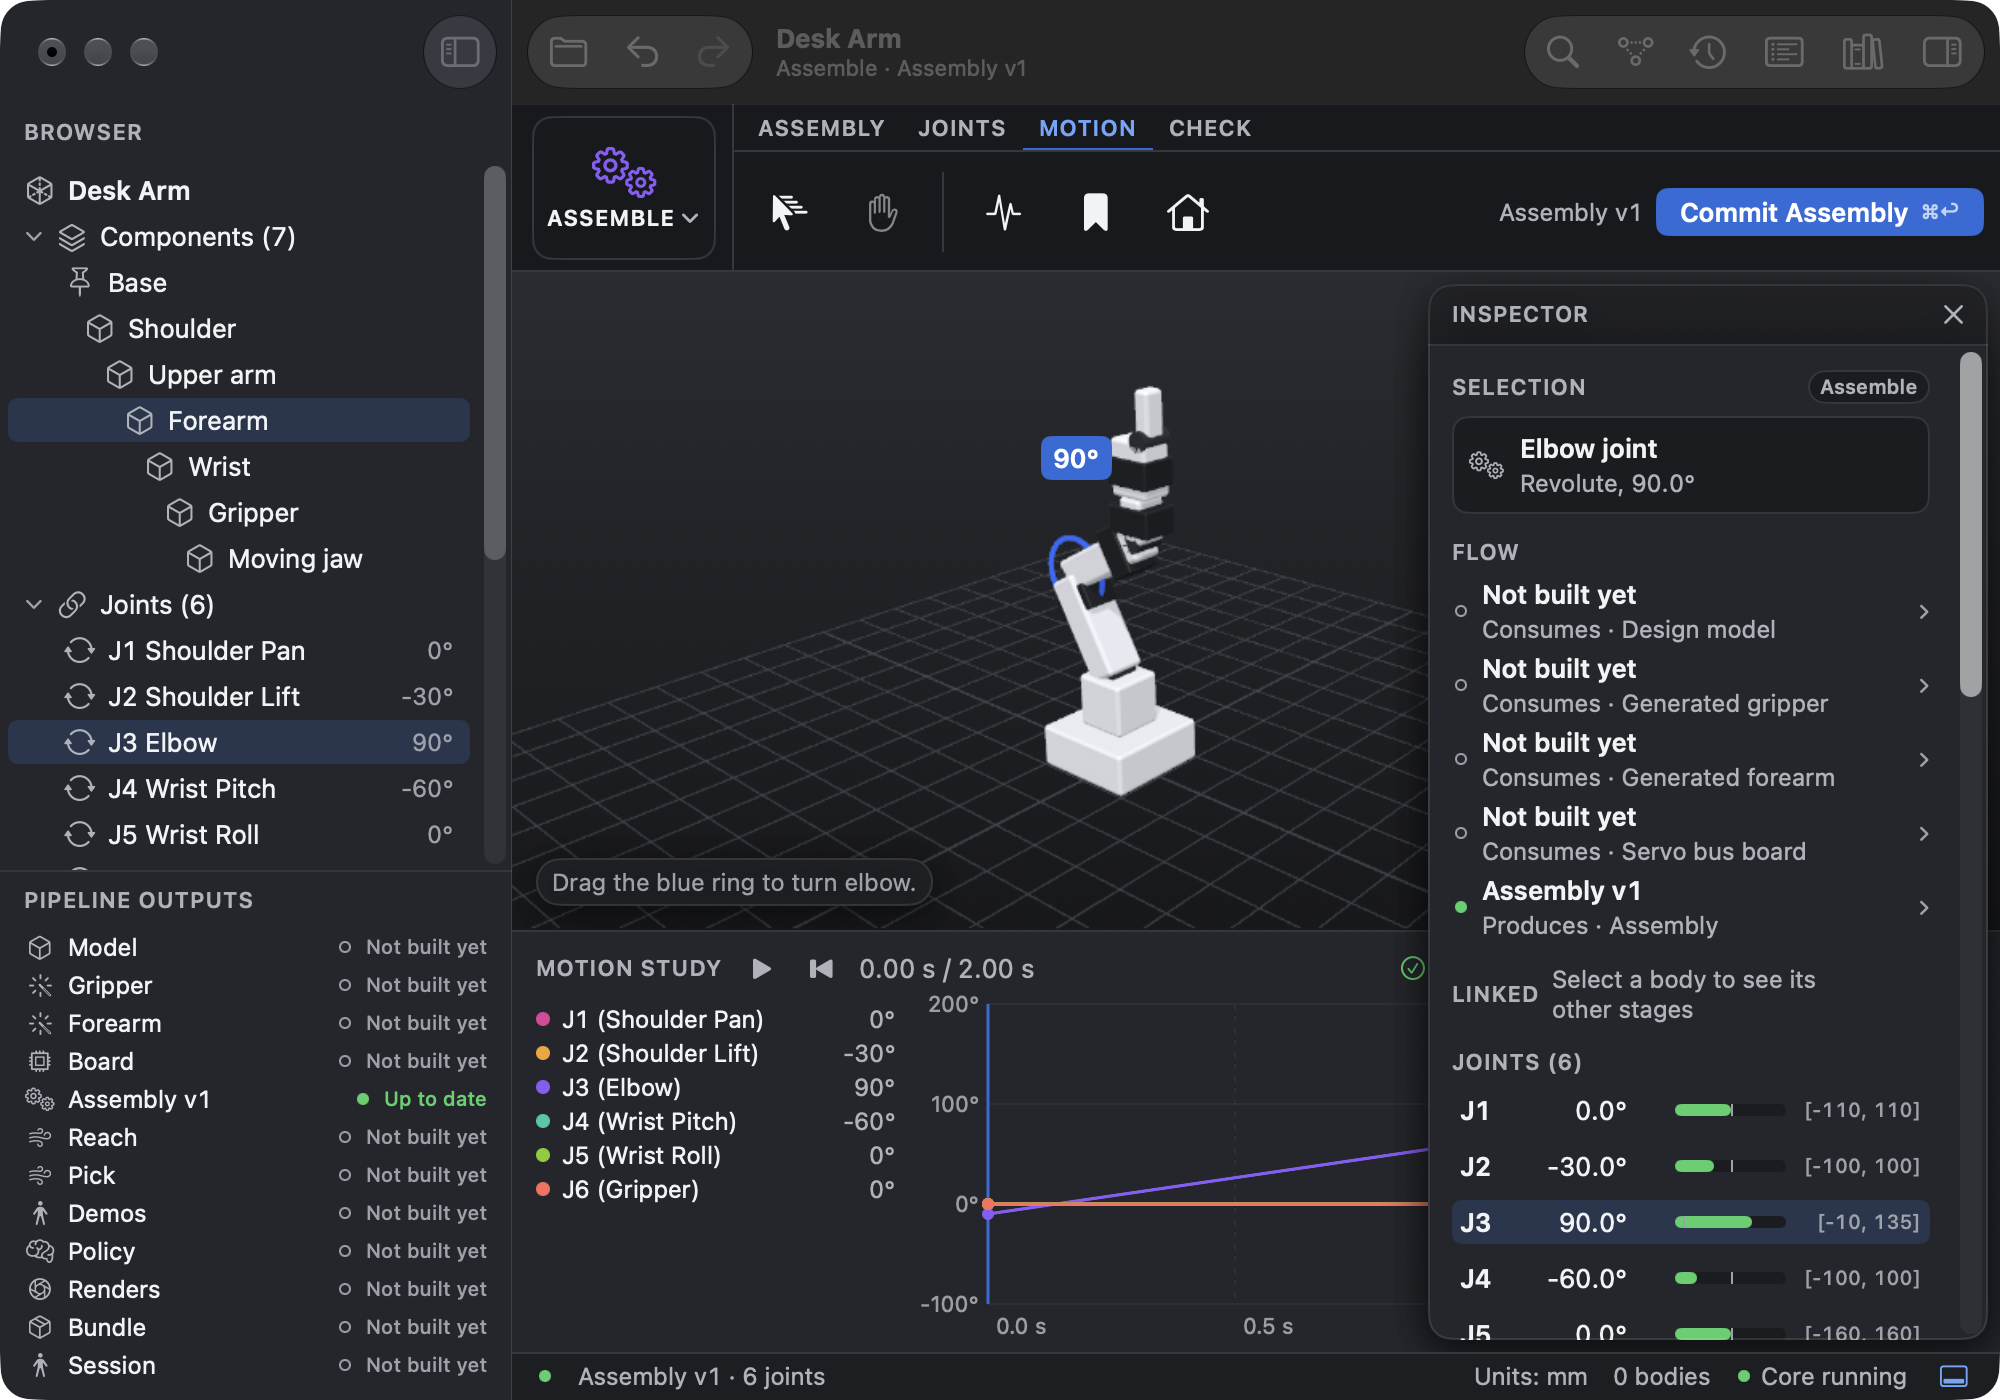 Desk Arm
Assemble · Assembly v1
BROWSER
Desk Arm
Components (7)
Base
Shoulder
Upper arm
Forearm
Wrist
Gripper
Moving jaw
Joints (6)
J1 Shoulder Pan 0°
J2 Shoulder Lift -30°
J3 Elbow 90°
J4 Wrist Pitch -60°
J5 Wrist Roll 0°
PIPELINE OUTPUTS
Model Not built yet
Gripper Not built yet
Forearm Not built yet
Board Not built yet
Assembly v1 Up to date
Reach Not built yet
Pick Not built yet
Demos Not built yet
Policy Not built yet
Renders Not built yet
Bundle Not built yet
Session Not built yet
ASSEMBLE
ASSEMBLY JOINTS MOTION CHECK
Assembly v1
Commit Assembly ⌘↩
90°
Drag the blue ring to turn elbow.
INSPECTOR
SELECTION Assemble
Elbow joint
Revolute, 90.0°
FLOW
Not built yet
Consumes · Design model
Not built yet
Consumes · Generated gripper
Not built yet
Consumes · Generated forearm
Not built yet
Consumes · Servo bus board
Assembly v1
Produces · Assembly
LINKED
Select a body to see its
other stages
JOINTS (6)
J1 0.0° [-110, 110]
J2 -30.0° [-100, 100]
J3 90.0° [-10, 135]
J4 -60.0° [-100, 100]
J5 0.0° [-160, 160]
MOTION STUDY 0.00 s / 2.00 s
J1 (Shoulder Pan) 0°
J2 (Shoulder Lift) -30°
J3 (Elbow) 90°
J4 (Wrist Pitch) -60°
J5 (Wrist Roll) 0°
J6 (Gripper) 0°
200°
100°
0°
-100°
0.0 s 0.5 s
Assembly v1 · 6 joints
Units: mm 0 bodies Core running